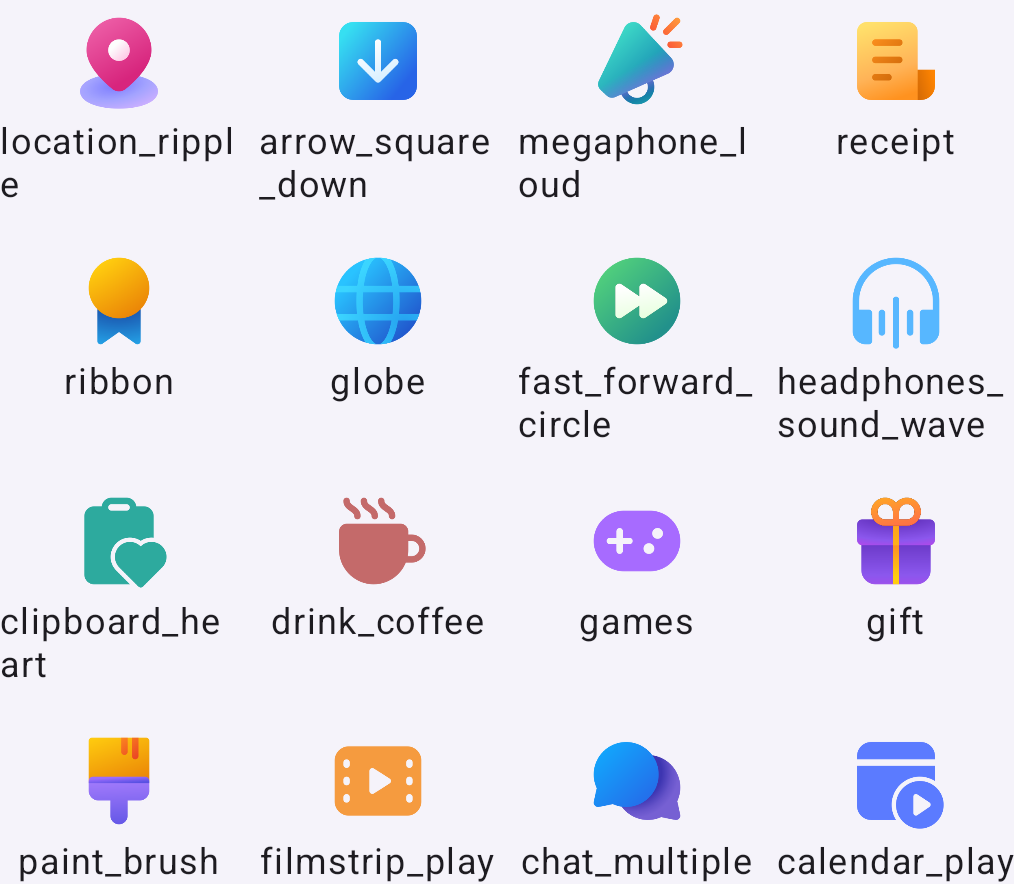 location_rippl
e
arrow_square
_down
megaphone_l
oud
receipt
ribbon
globe
fast_forward_
circle
headphones_
sound_wave
clipboard_he
art
drink_coffee
games
gift
paint_brush
filmstrip_play
chat_multiple
calendar_play